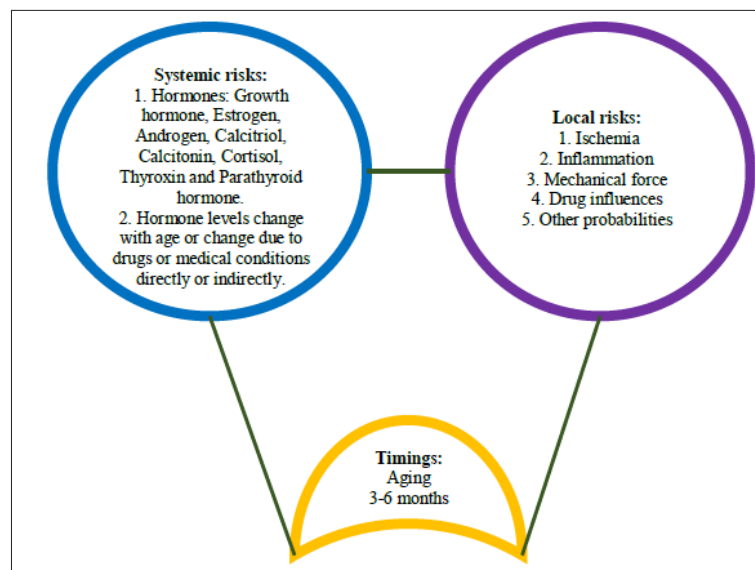 Systemic risks:
1. Hormones: Growth
hormone, Estrogen,
Androgen, Calcitriol,
Calcitonin, Cortisol,
Thyroxin and Parathyroid
hormone.
2. Hormone levels change
with age or change due to
drugs or medical conditions
directly or indirectly.
Local risks:
1. Ischemia
2. Inflammation
3. Mechanical force
4. Drug influences
5. Other probabilities
Timings:
Aging
3-6 months